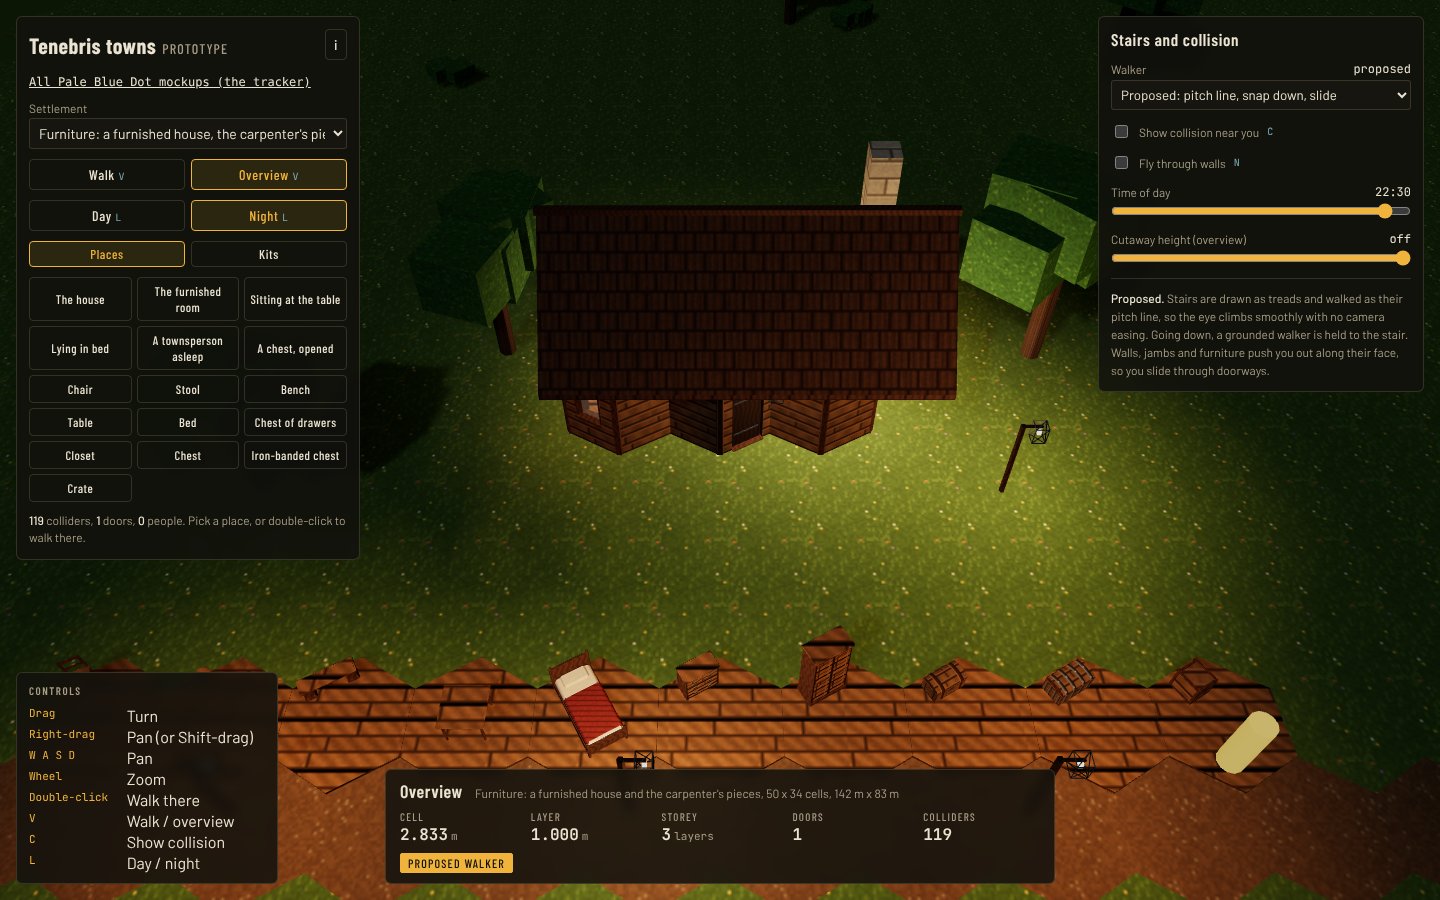 Tenebris towns PROTOTYPE
i
All Pale Blue Dot mockups (the tracker)
Settlement
Furniture: a furnished house, the carpenter's
Walk V
Overview V
Day L
Night L
Places
Kits
The house
The furnished
room
Sitting at the table
Lying in bed
A townsperson
asleep
A chest, opened
Chair
Stool
Bench
Table
Bed
Chest of drawers
Closet
Chest
Iron-banded chest
Crate
119 colliders, 1 doors, 0 people. Pick a place, or double-click to
walk there.
CONTROLS
Drag Turn
Right-drag Pan (or Shift-drag)
W A S D Pan
Wheel Zoom
Double-click Walk there
V Walk / overview
C Show collision
L Day / night
Overview Furniture: a furnished house and the carpenter's pieces, 50 x 34 cells, 142 m x 83 m
CELL LAYER STOREY DOORS COLLIDERS
2.833 m 1.000 m 3 layers 1 119
PROPOSED WALKER
Stairs and collision
Walker proposed
Proposed: pitch line, snap down, slide
Show collision near you C
Fly through walls N
Time of day 22:30
Cutaway height (overview) off
Proposed. Stairs are drawn as treads and walked as their
pitch line, so the eye climbs smoothly with no camera
easing. Going down, a grounded walker is held to the stair.
Walls, jambs and furniture push you out along their face,
so you slide through doorways.